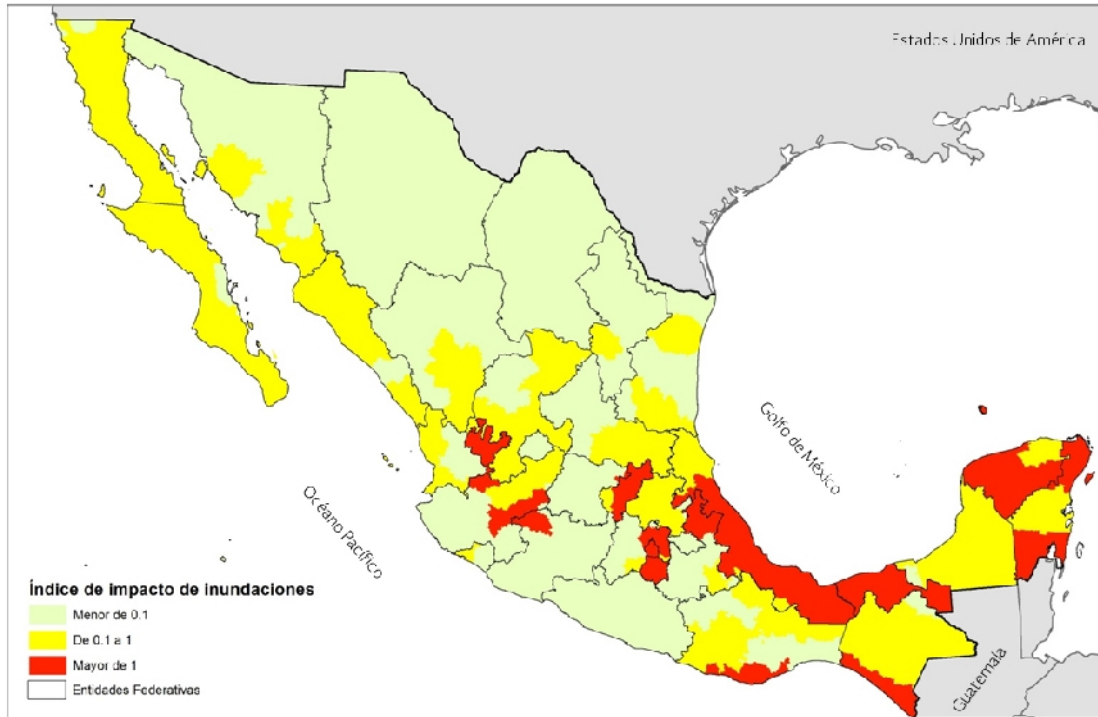 Estados Unidos de América
Golfo de México
Océano Pacífico
Guatemala
Índice de impacto de inundaciones
Menor de 0.1
De 0.1 a 1
Mayor de 1
Entidades Federativas